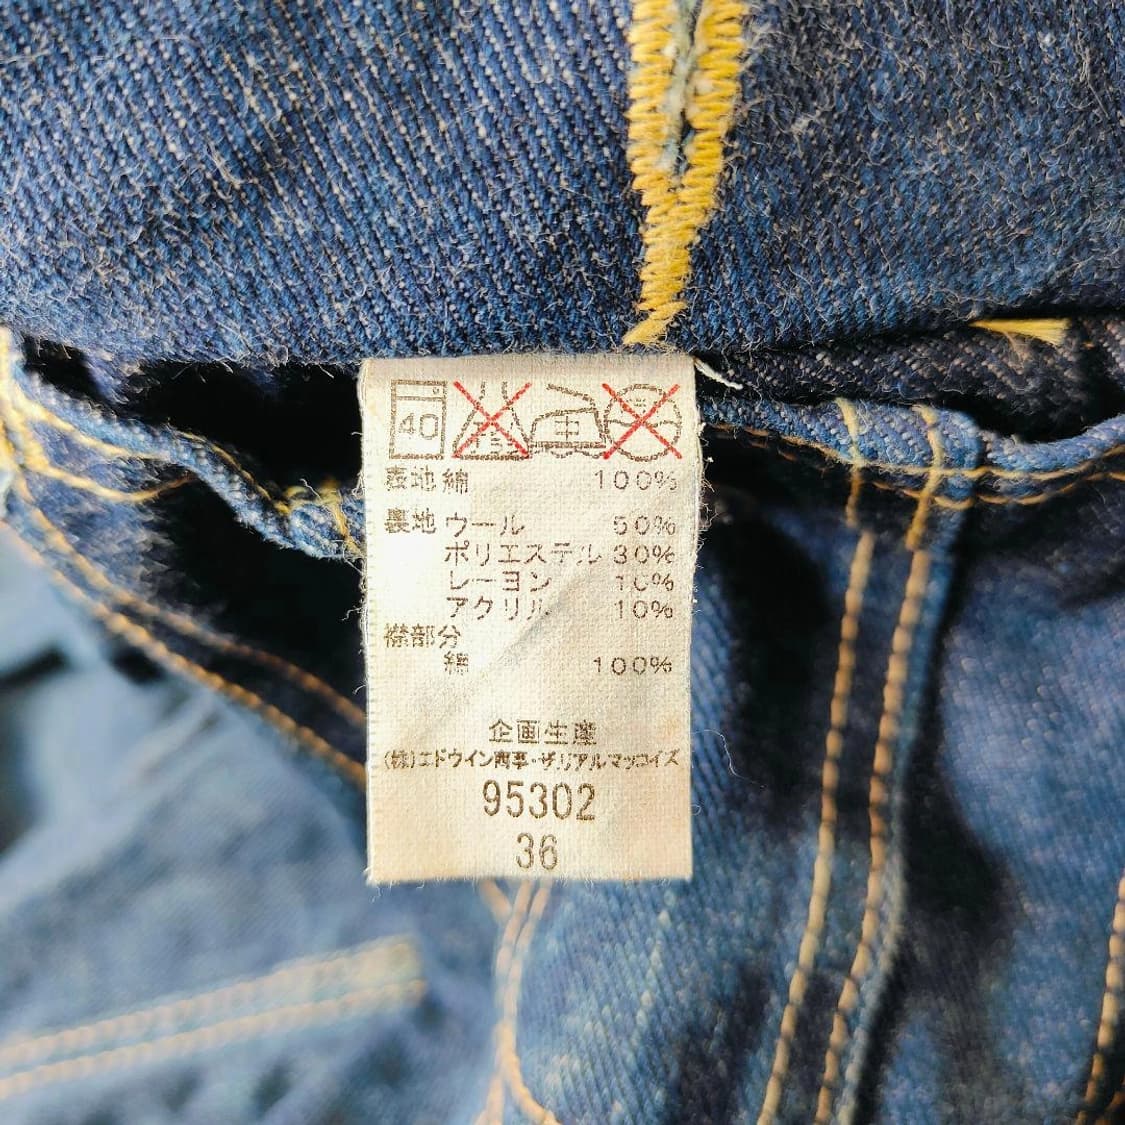 40
中
表地 綿 100%
裏地 ウール 50%
ポリエステル 30%
レーヨン 10%
アクリル 10%
襟部分
綿 100%
企画生産
(株)エドウイン商事・ザリアルマッコイズ
95302
36